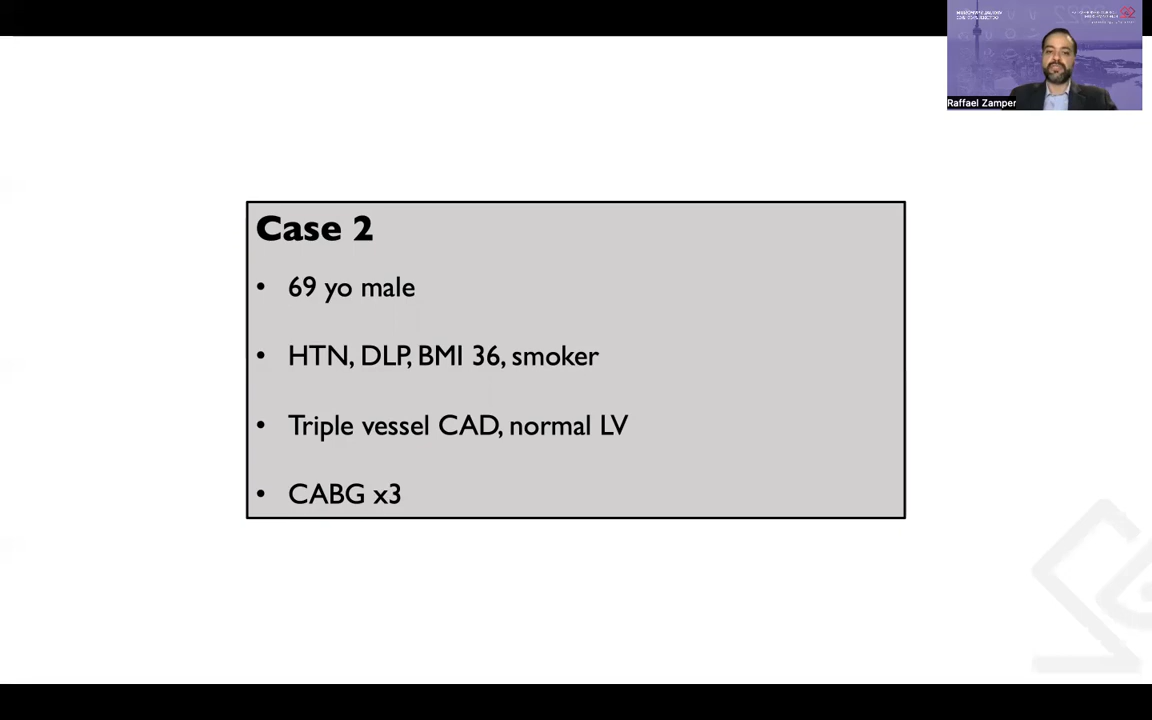 Raffael Zamper
Case 2
• 69 yo male
• HTN, DLP, BMI 36, smoker
• Triple vessel CAD, normal LV
• CABG x3